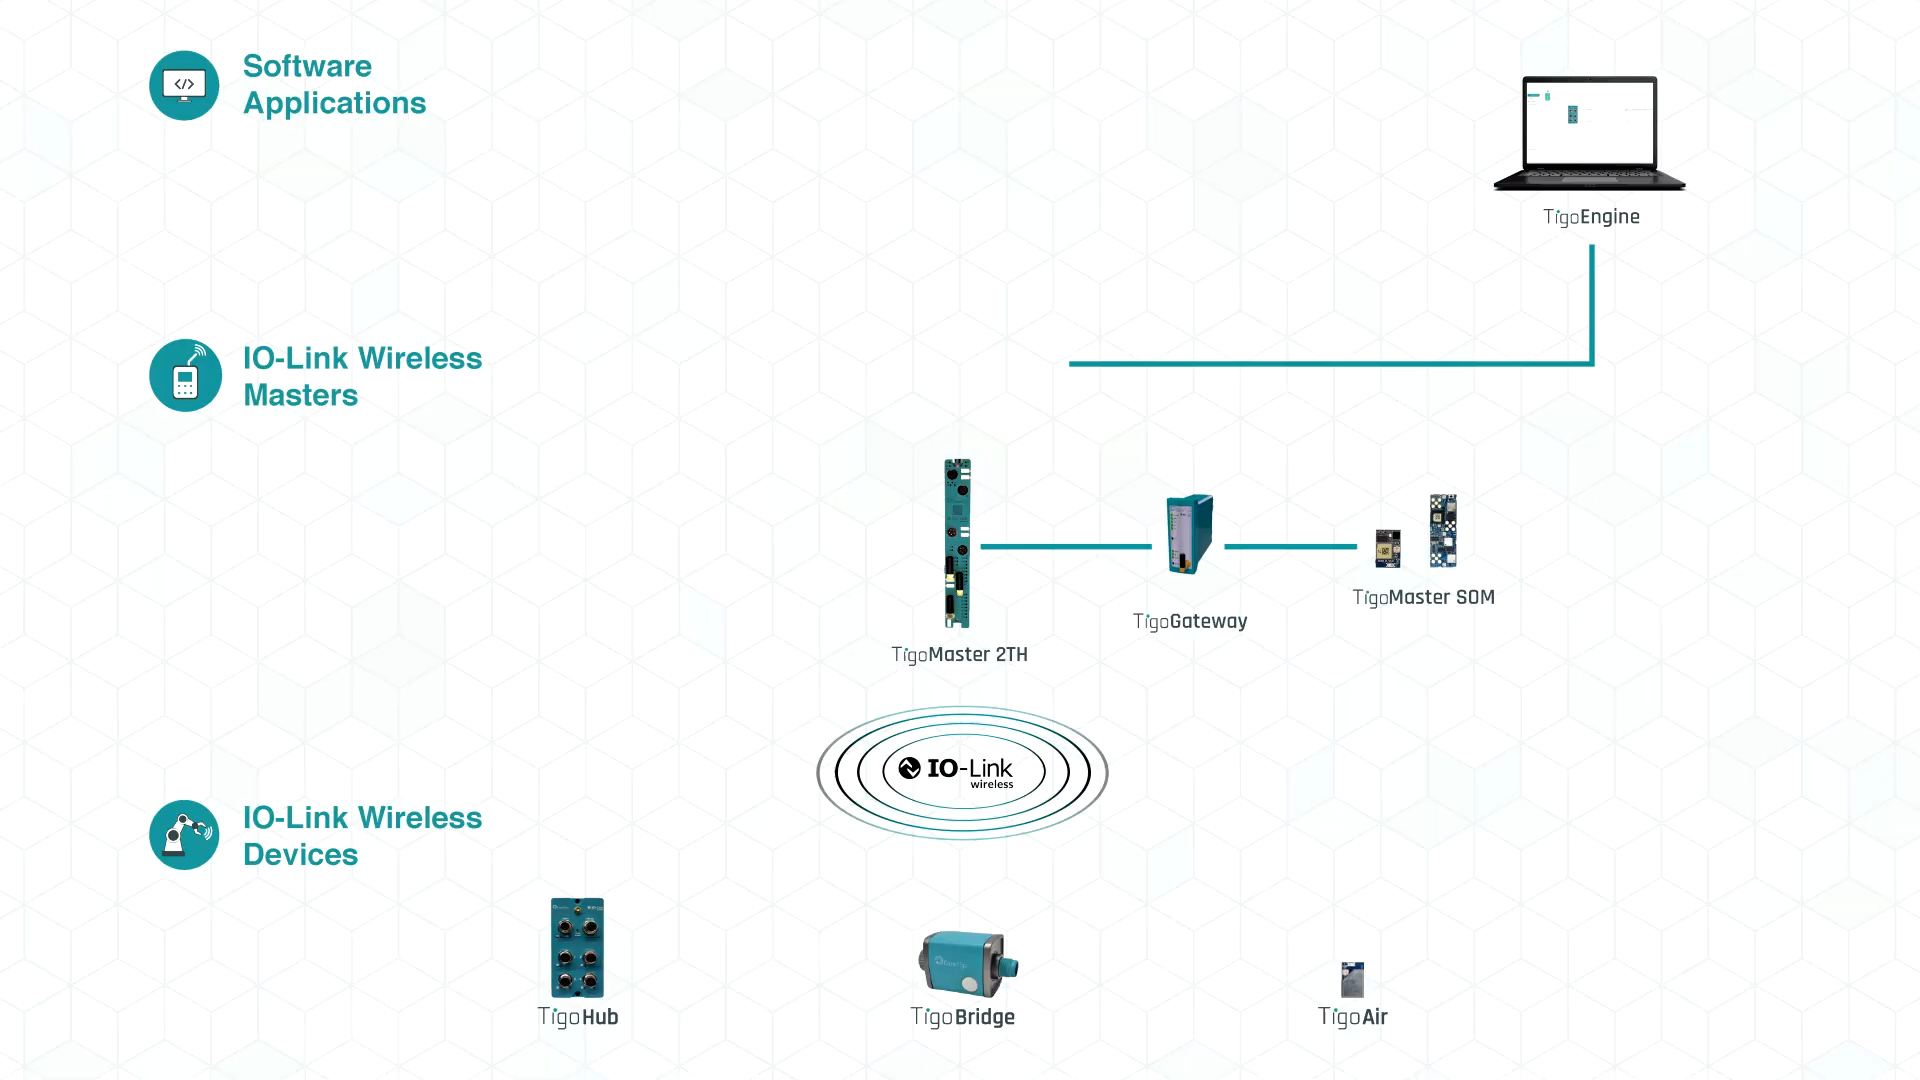 </>
Software
Applications
TigoEngine
IO-Link Wireless
Masters
TigoMaster 2TH
TigoGateway
TigoMaster SOM
IO-Link
wireless
IO-Link Wireless
Devices
TigoHub
TigoBridge
TigoAir